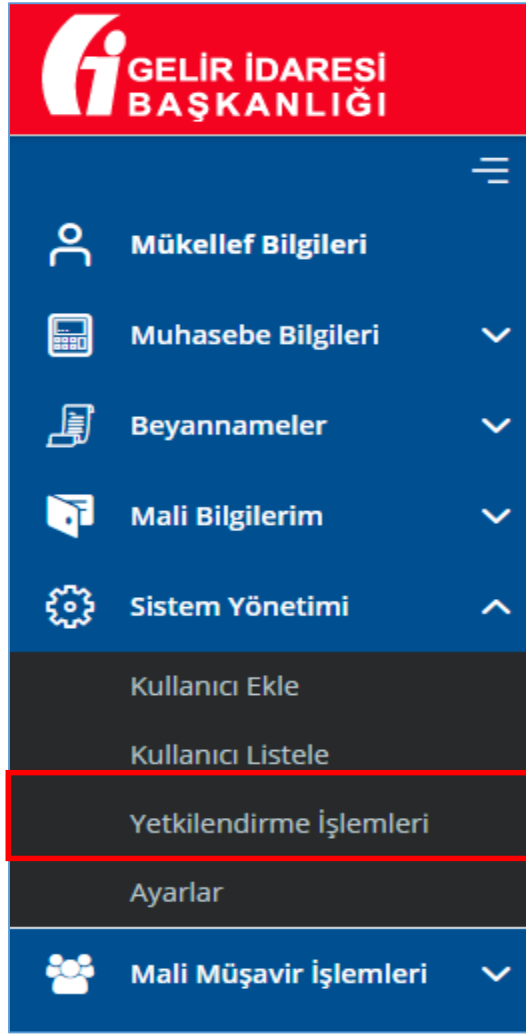 GELİR İDARESİ
BAŞKANLIĞI
Mükellef Bilgileri
Muhasebe Bilgileri
Beyannameler
Mali Bilgilerim
Sistem Yönetimi
Kullanıcı Ekle
Kullanıcı Listele
Yetkilendirme İşlemleri
Ayarlar
Mali Müşavir İşlemleri